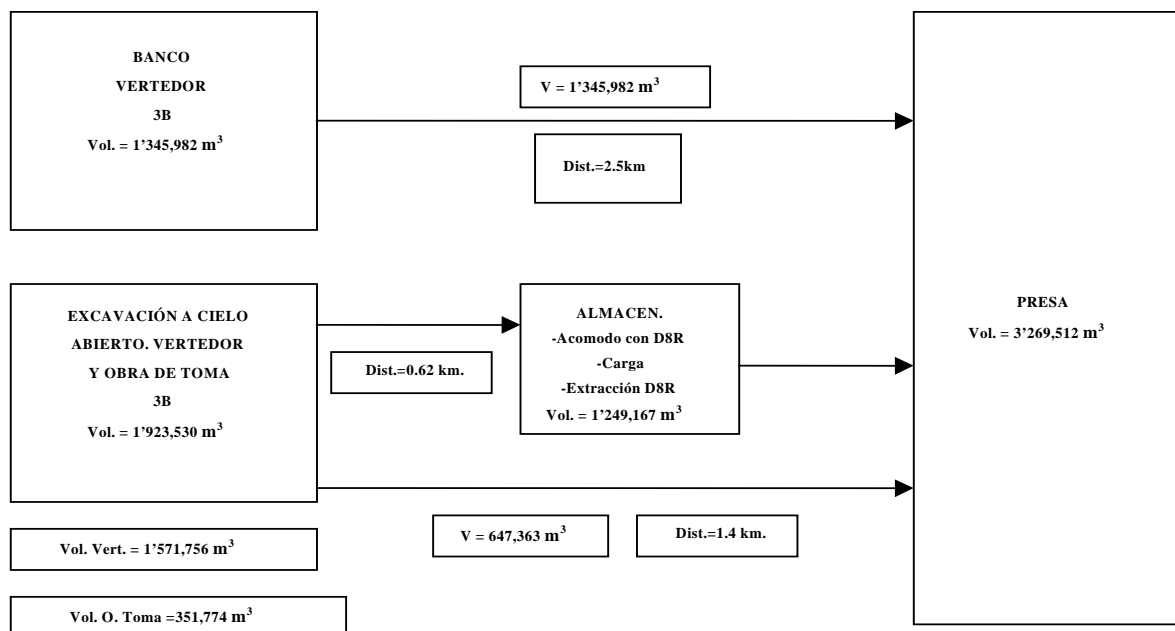 BANCO
VERTEDOR
3B
Vol. = 1’345,982 m³
V = 1’345,982 m³
Dist.=2.5km
EXCAVACIÓN A CIELO
ABIERTO. VERTEDOR
Y OBRA DE TOMA
3B
Vol. = 1’923,530 m³
Dist.=0.62 km.
ALMACEN.
-Acomodo con D8R
-Carga
-Extracción D8R
Vol. = 1’249,167 m³
PRESA
Vol. = 3’269,512 m³
V = 647,363 m³
Dist.=1.4 km.
Vol. Vert. = 1’571,756 m³
Vol. O. Toma =351,774 m³